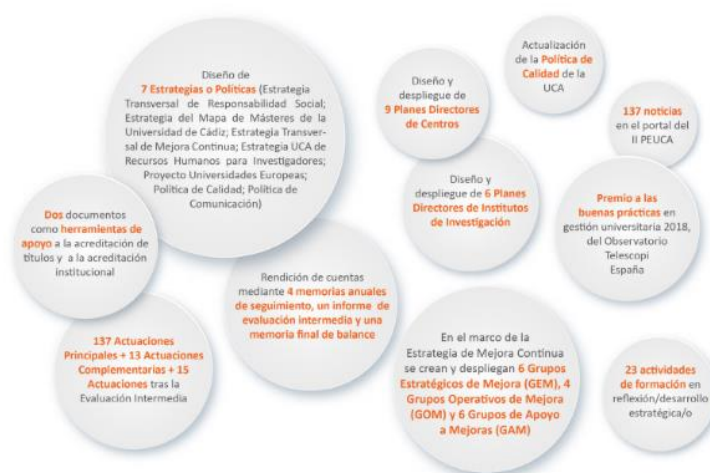 Diseño de
7 Estrategias o Políticas (Estrategia
Transversal de Responsabilidad Social;
Estrategia del Mapa de Másteres de la
Universidad de Cádiz; Estrategia Transver-
sal de Mejora Continua; Estrategia UCA de
Recursos Humanos para Investigadores;
Proyecto Universidades Europeas;
Política de Calidad; Política de
Comunicación)
Diseño y
despliegue de
9 Planes Directores
de Centros
Actualización
de la Política de
Calidad de la
UCA
137 noticias
en el portal del
II PEUCA
Diseño y
despliegue de 6 Planes
Directores de Institutos
de Investigación
Premio a las
buenas prácticas en
gestión universitaria 2018,
del Observatorio
Telescopi
España
Dos documentos
como herramientas de
apoyo a la acreditación de
títulos y a la acreditación
institucional
Rendición de cuentas
mediante 4 memorias anuales
de seguimiento, un informe de
evaluación intermedia y una
memoria final de balance
137 Actuaciones
Principales + 13 Actuaciones
Complementarias + 15
Actuaciones tras la
Evaluación Intermedia
En el marco de la
Estrategia de Mejora Continua
se crean y despliegan 6 Grupos
Estratégicos de Mejora (GEM), 4
Grupos Operativos de Mejora
(GOM) y 6 Grupos de Apoyo
a Mejoras (GAM)
23 actividades
de formación en
reflexión/desarrollo
estratégica/o